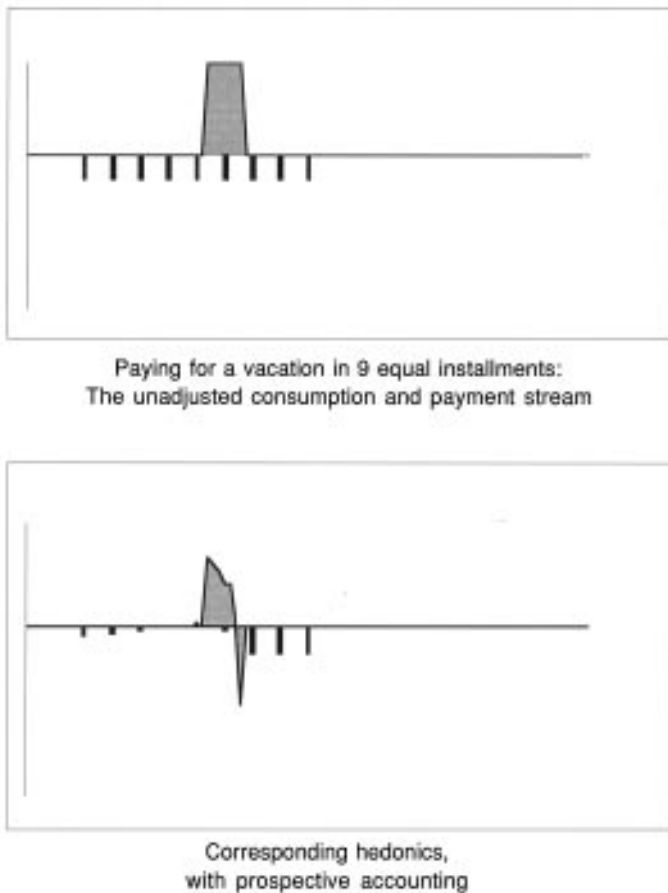 Paying for a vacation in 9 equal installments:
The unadjusted consumption and payment stream
Corresponding hedonics,
with prospective accounting